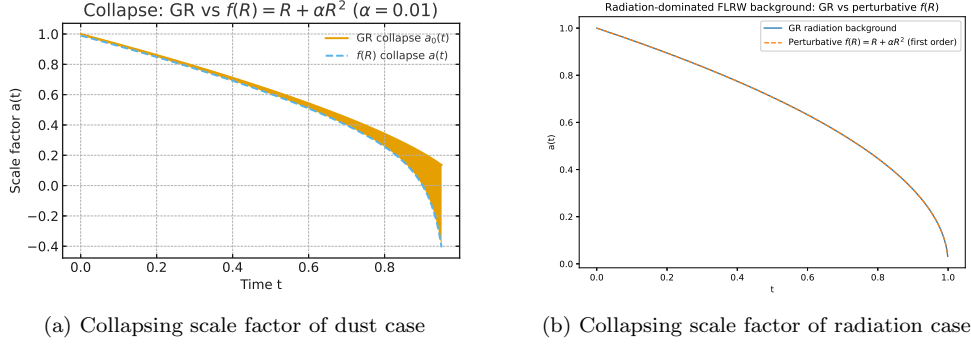 Collapse: GR vs f(R) = R + αR² (α = 0.01)
GR collapse a₀(t)
f(R) collapse a(t)
Scale factor a(t)
1.0
0.8
0.6
0.4
0.2
0.0
−0.2
−0.4
0.0 0.2 0.4 0.6 0.8
Time t
(a) Collapsing scale factor of dust case
Radiation-dominated FLRW background: GR vs perturbative f(R)
GR radiation background
Perturbative f(R) = R + αR² (first order)
a(t)
1.0
0.8
0.6
0.4
0.2
0.0
0.0 0.2 0.4 0.6 0.8 1.0
t
(b) Collapsing scale factor of radiation case